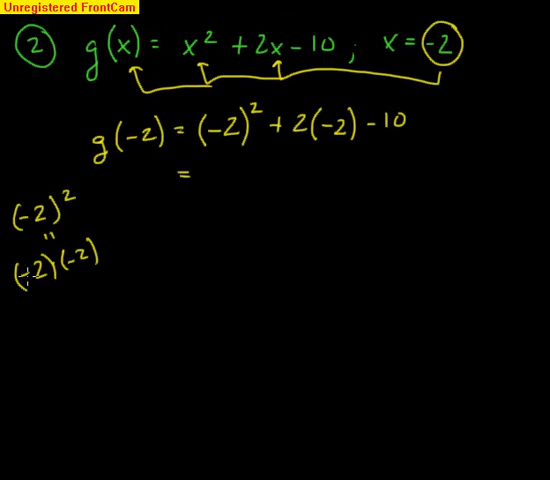 Unregistered FrontCam
② g(x) = x² + 2x - 10 ; x = -2
g(-2) = (-2)² + 2(-2) - 10
=
(-2)²
=
(-2)(-2)